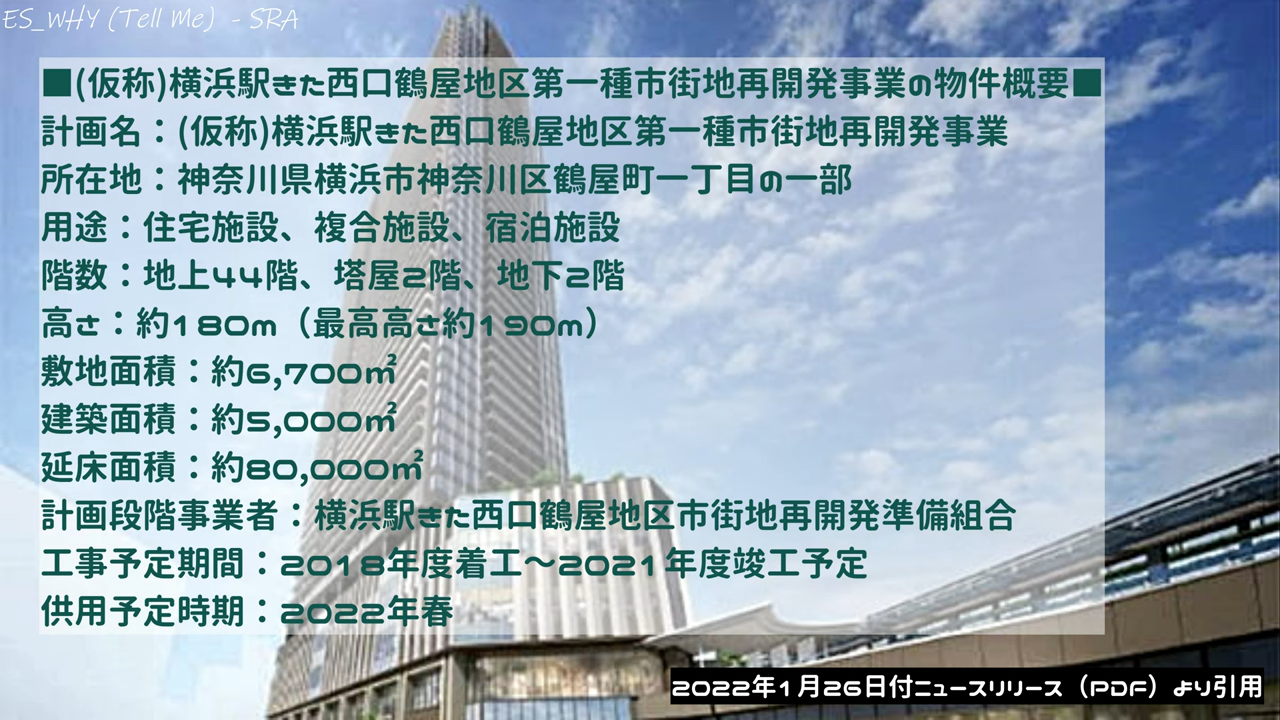 ES_WHY (Tell Me) - SRA
■(仮称)横浜駅きた西口鶴屋地区第一種市街地再開発事業の物件概要■
計画名：(仮称)横浜駅きた西口鶴屋地区第一種市街地再開発事業
所在地：神奈川県横浜市神奈川区鶴屋町一丁目の一部
用途：住宅施設、複合施設、宿泊施設
階数：地上44階、塔屋2階、地下2階
高さ：約180m（最高高さ約190m）
敷地面積：約6,700㎡
建築面積：約5,000㎡
延床面積：約80,000㎡
計画段階事業者：横浜駅きた西口鶴屋地区市街地再開発準備組合
工事予定期間：2018年度着工～2021年度竣工予定
供用予定時期：2022年春
2022年1月26日付ニュースリリース（PDF）より引用